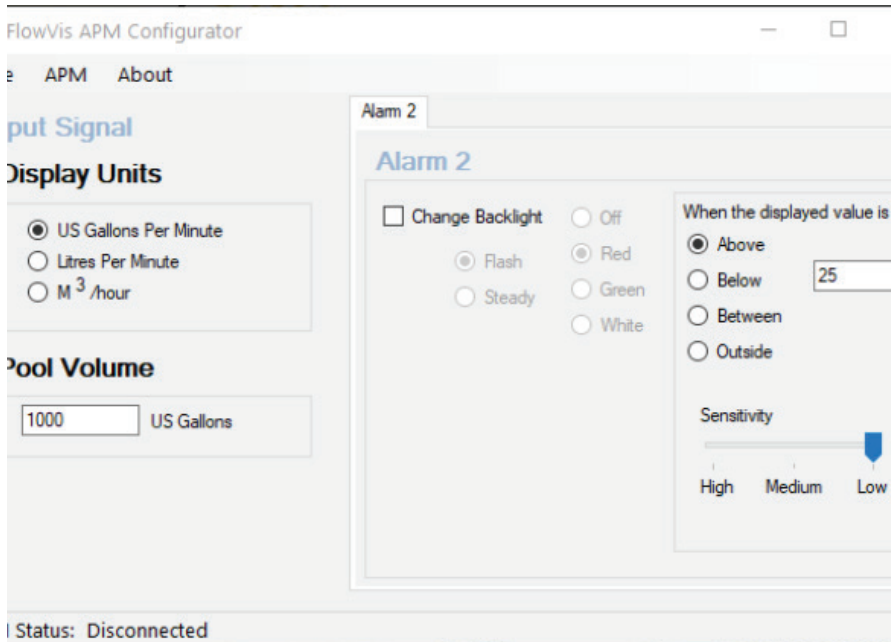 FlowVis APM Configurator
e APM About
put Signal
Display Units
US Gallons Per Minute
Litres Per Minute
M 3 /hour
Pool Volume
1000 US Gallons
Alarm 2
Alarm 2
Change Backlight
Flash
Steady
Off
Red
Green
White
When the displayed value is
Above
Below
25
Between
Outside
Sensitivity
High Medium Low
Status: Disconnected